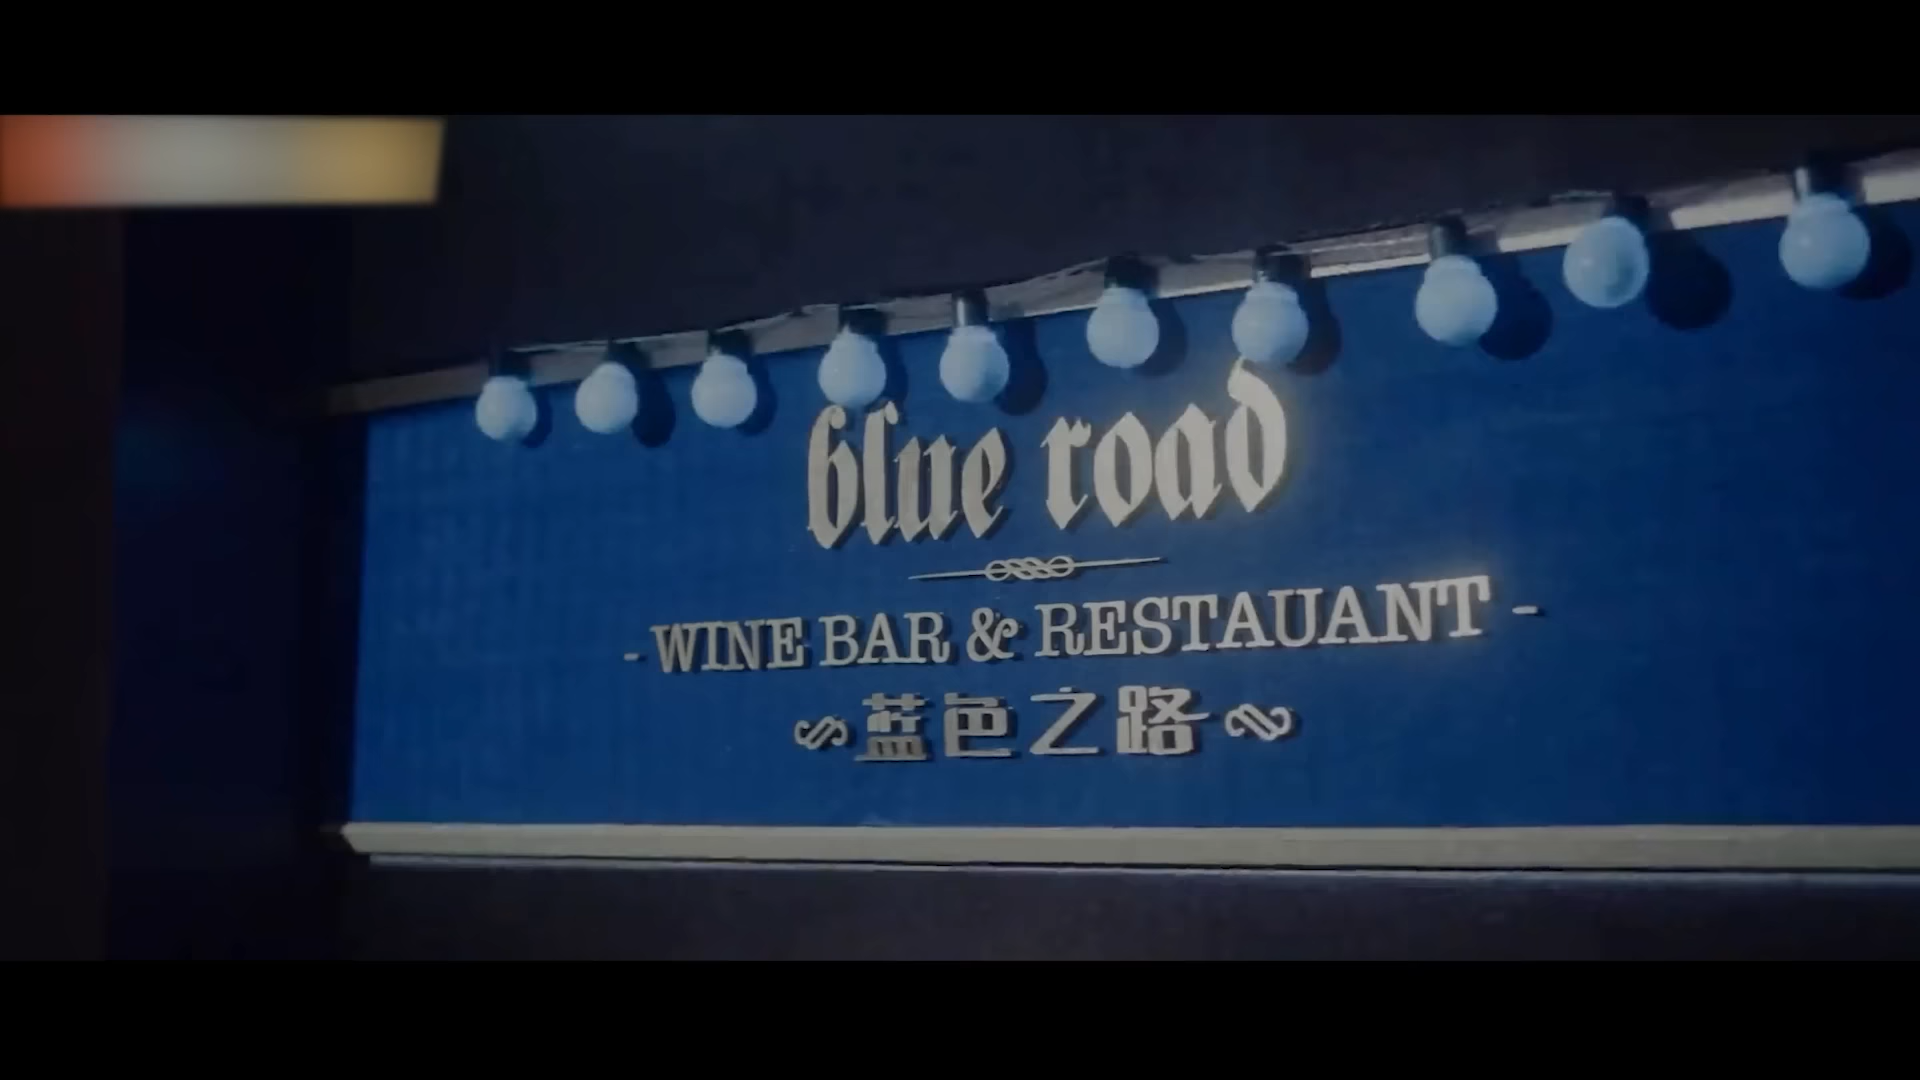 blue road
- WINE BAR & RESTAUANT -
蓝色之路